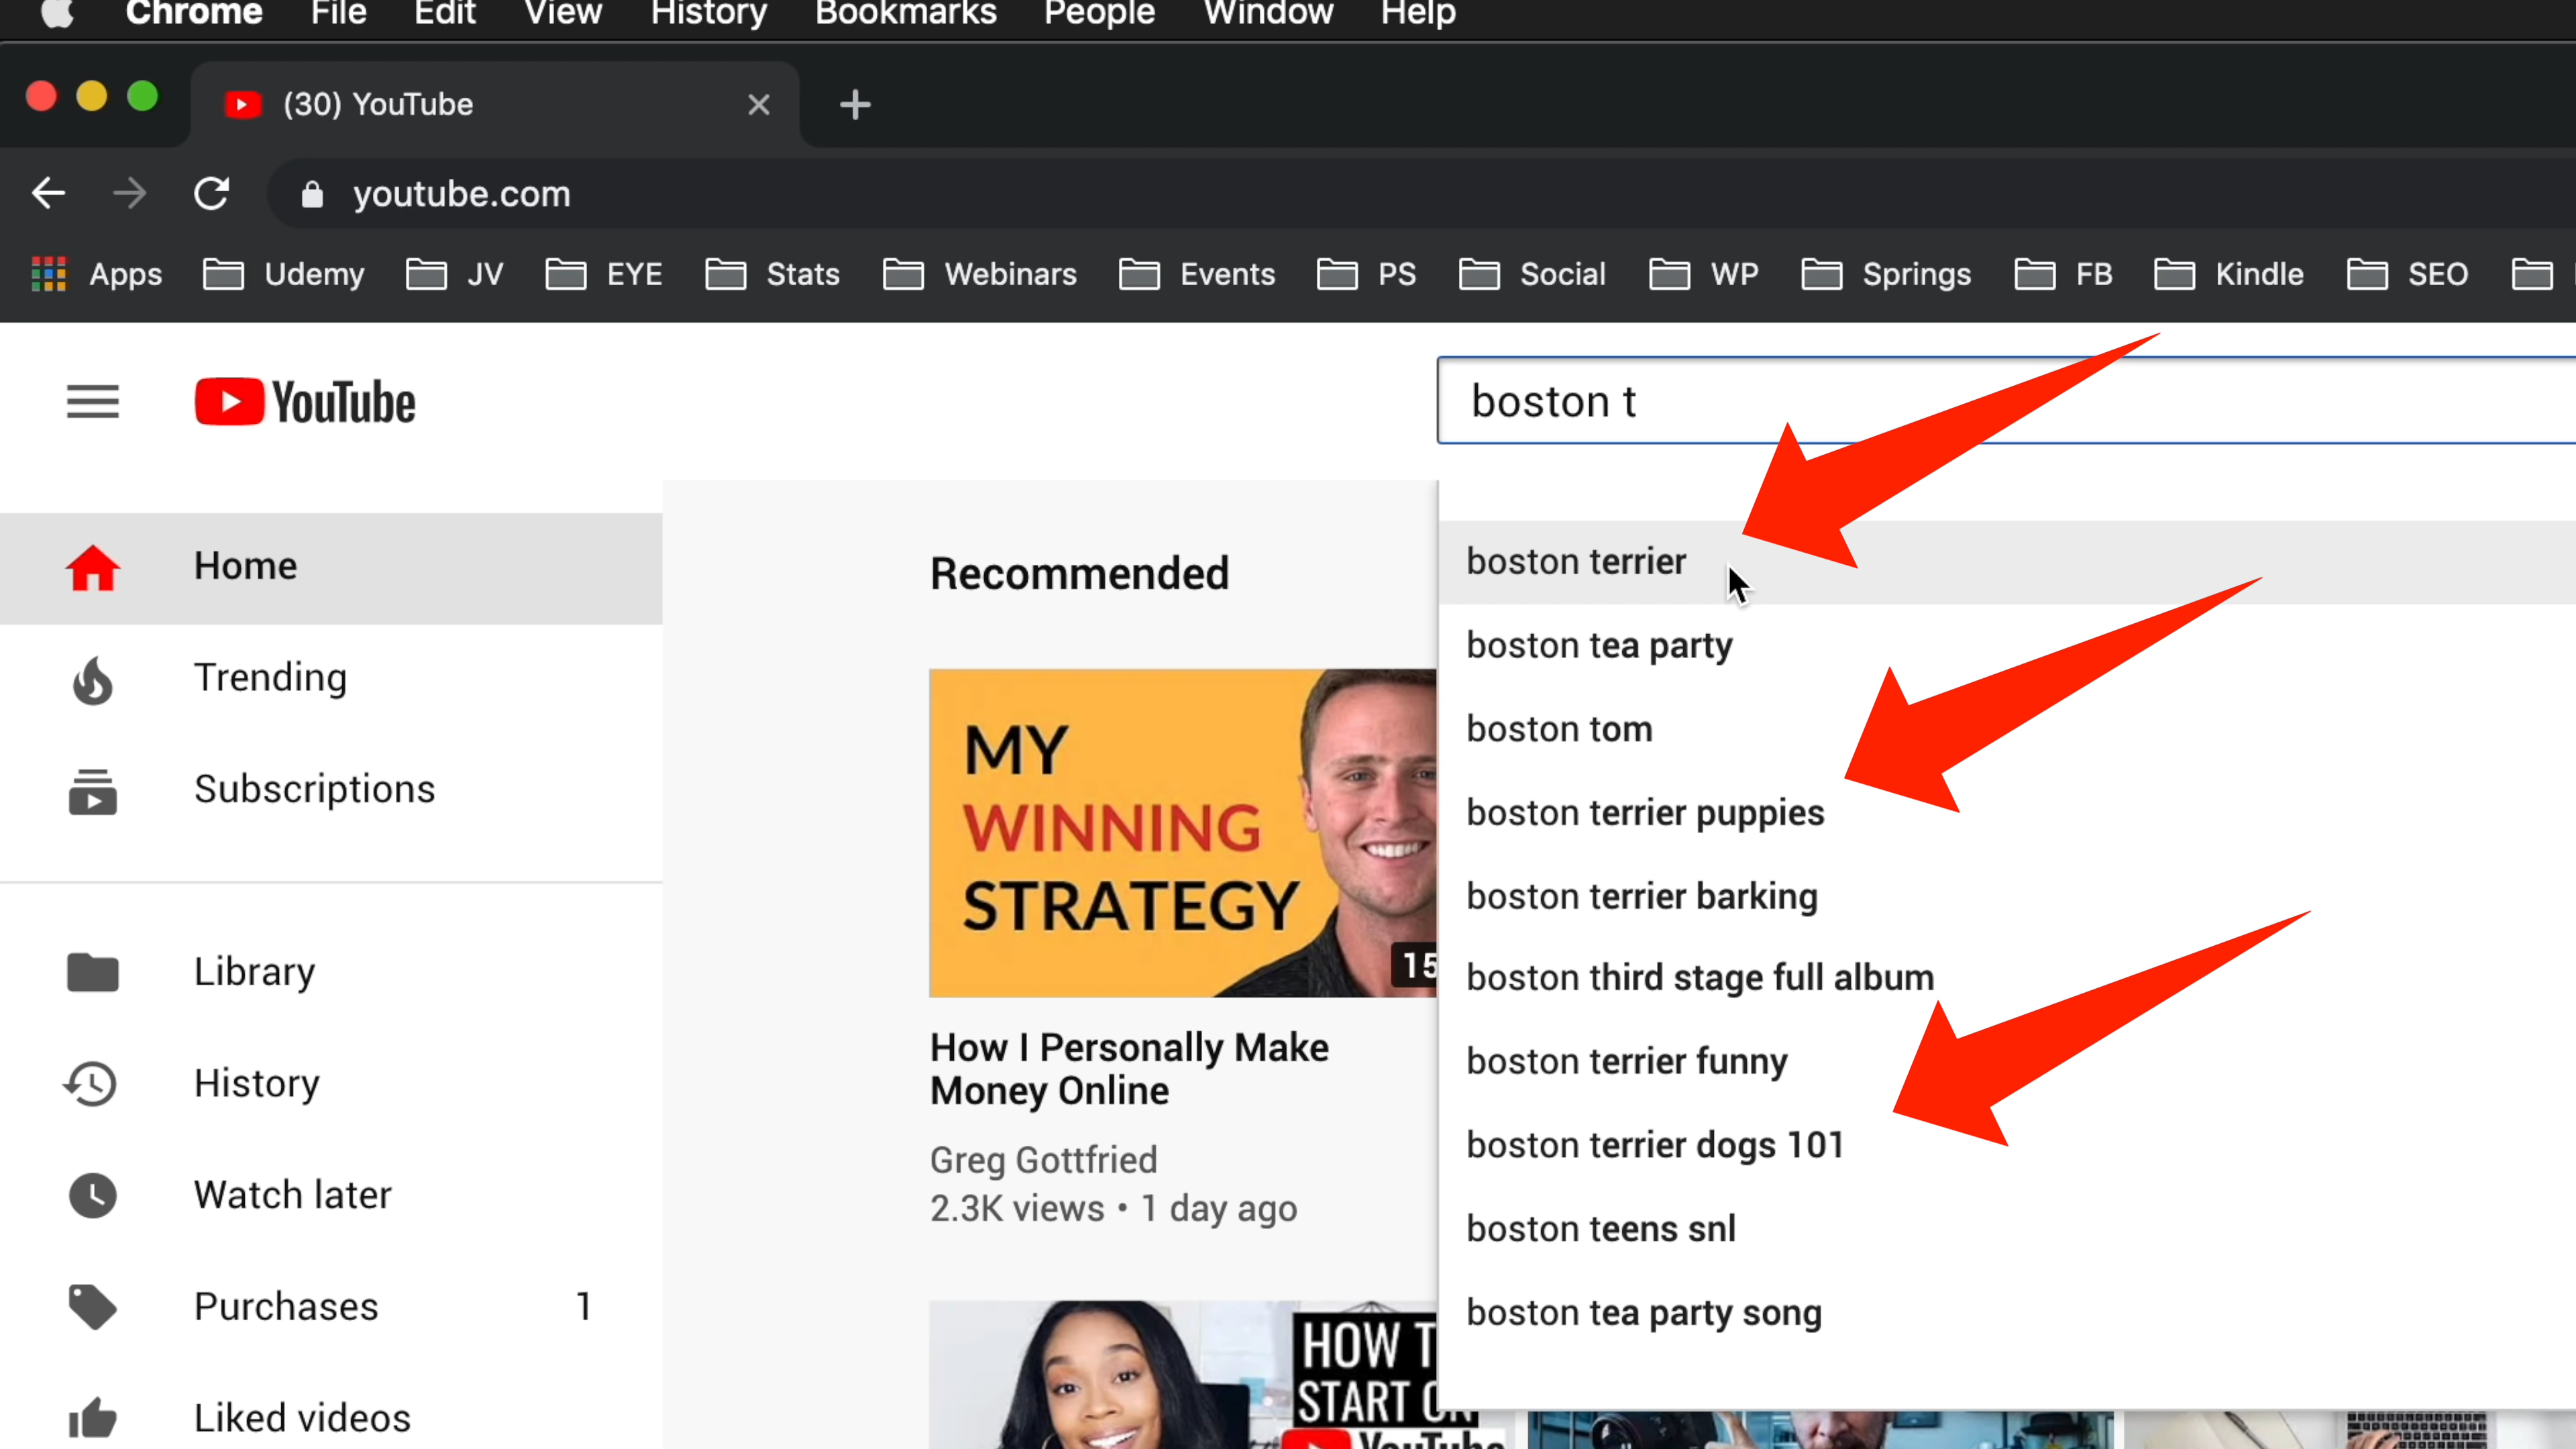 Chrome File Edit View History Bookmarks People Window Help
(30) YouTube
youtube.com
Apps Udemy JV EYE Stats Webinars Events PS Social WP Springs FB Kindle SEO
YouTube
boston t
Home
Trending
Subscriptions
Library
History
Watch later
Purchases 1
Liked videos
Recommended
MY
WINNING
STRATEGY
15
How I Personally Make
Money Online
Greg Gottfried
2.3K views • 1 day ago
HOW T
START ON
YouTube
boston terrier
boston tea party
boston tom
boston terrier puppies
boston terrier barking
boston third stage full album
boston terrier funny
boston terrier dogs 101
boston teens snl
boston tea party song